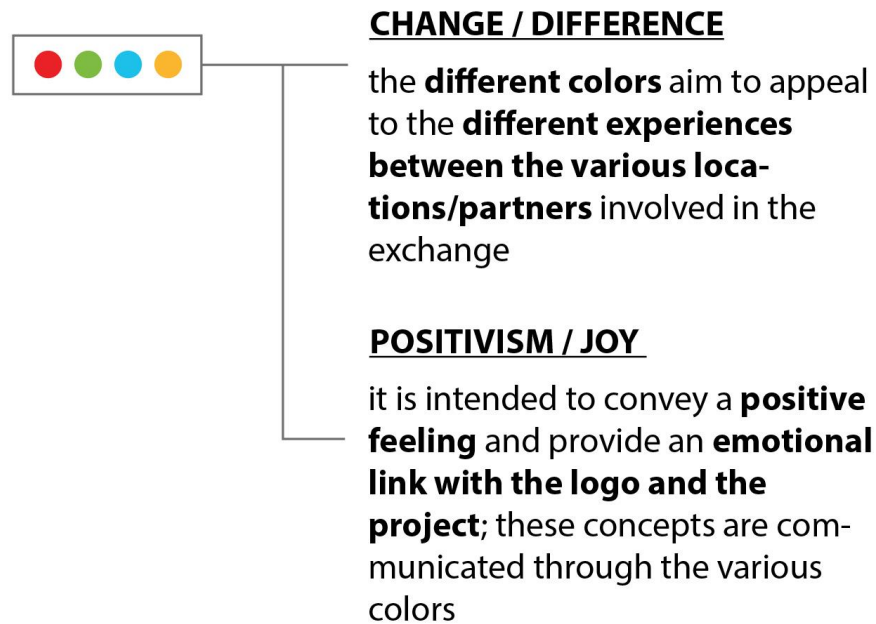 CHANGE / DIFFERENCE
the different colors aim to appeal
to the different experiences
between the various loca-
tions/partners involved in the
exchange
POSITIVISM / JOY
it is intended to convey a positive
feeling and provide an emotional
link with the logo and the
project; these concepts are com-
municated through the various
colors